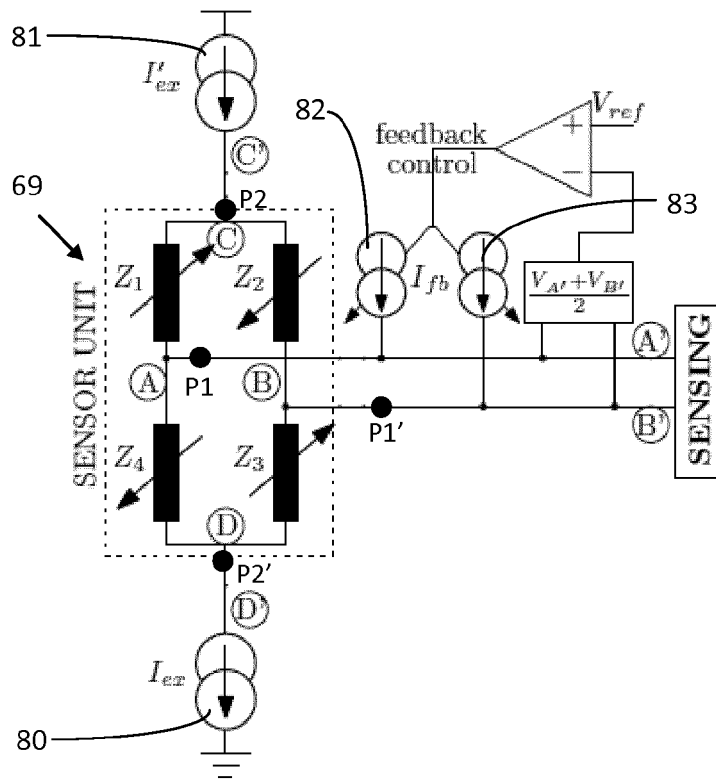 81
I'ex
82
feedback
control
Vref
+
−
C'
69
P2
83
C
Z1
Z2
Ifb
VA'+VB'
2
A'
SENSOR UNIT
A
P1
B
P1'
B'
SENSING
Z4
Z3
D
P2'
D'
Iex
80